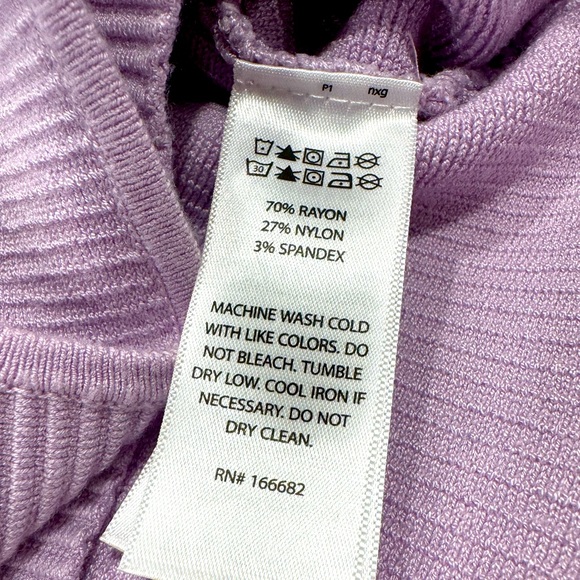 P1 nxg
30
70% RAYON
27% NYLON
3% SPANDEX
MACHINE WASH COLD
WITH LIKE COLORS. DO
NOT BLEACH. TUMBLE
DRY LOW. COOL IRON IF
NECESSARY. DO NOT
DRY CLEAN.
RN# 166682